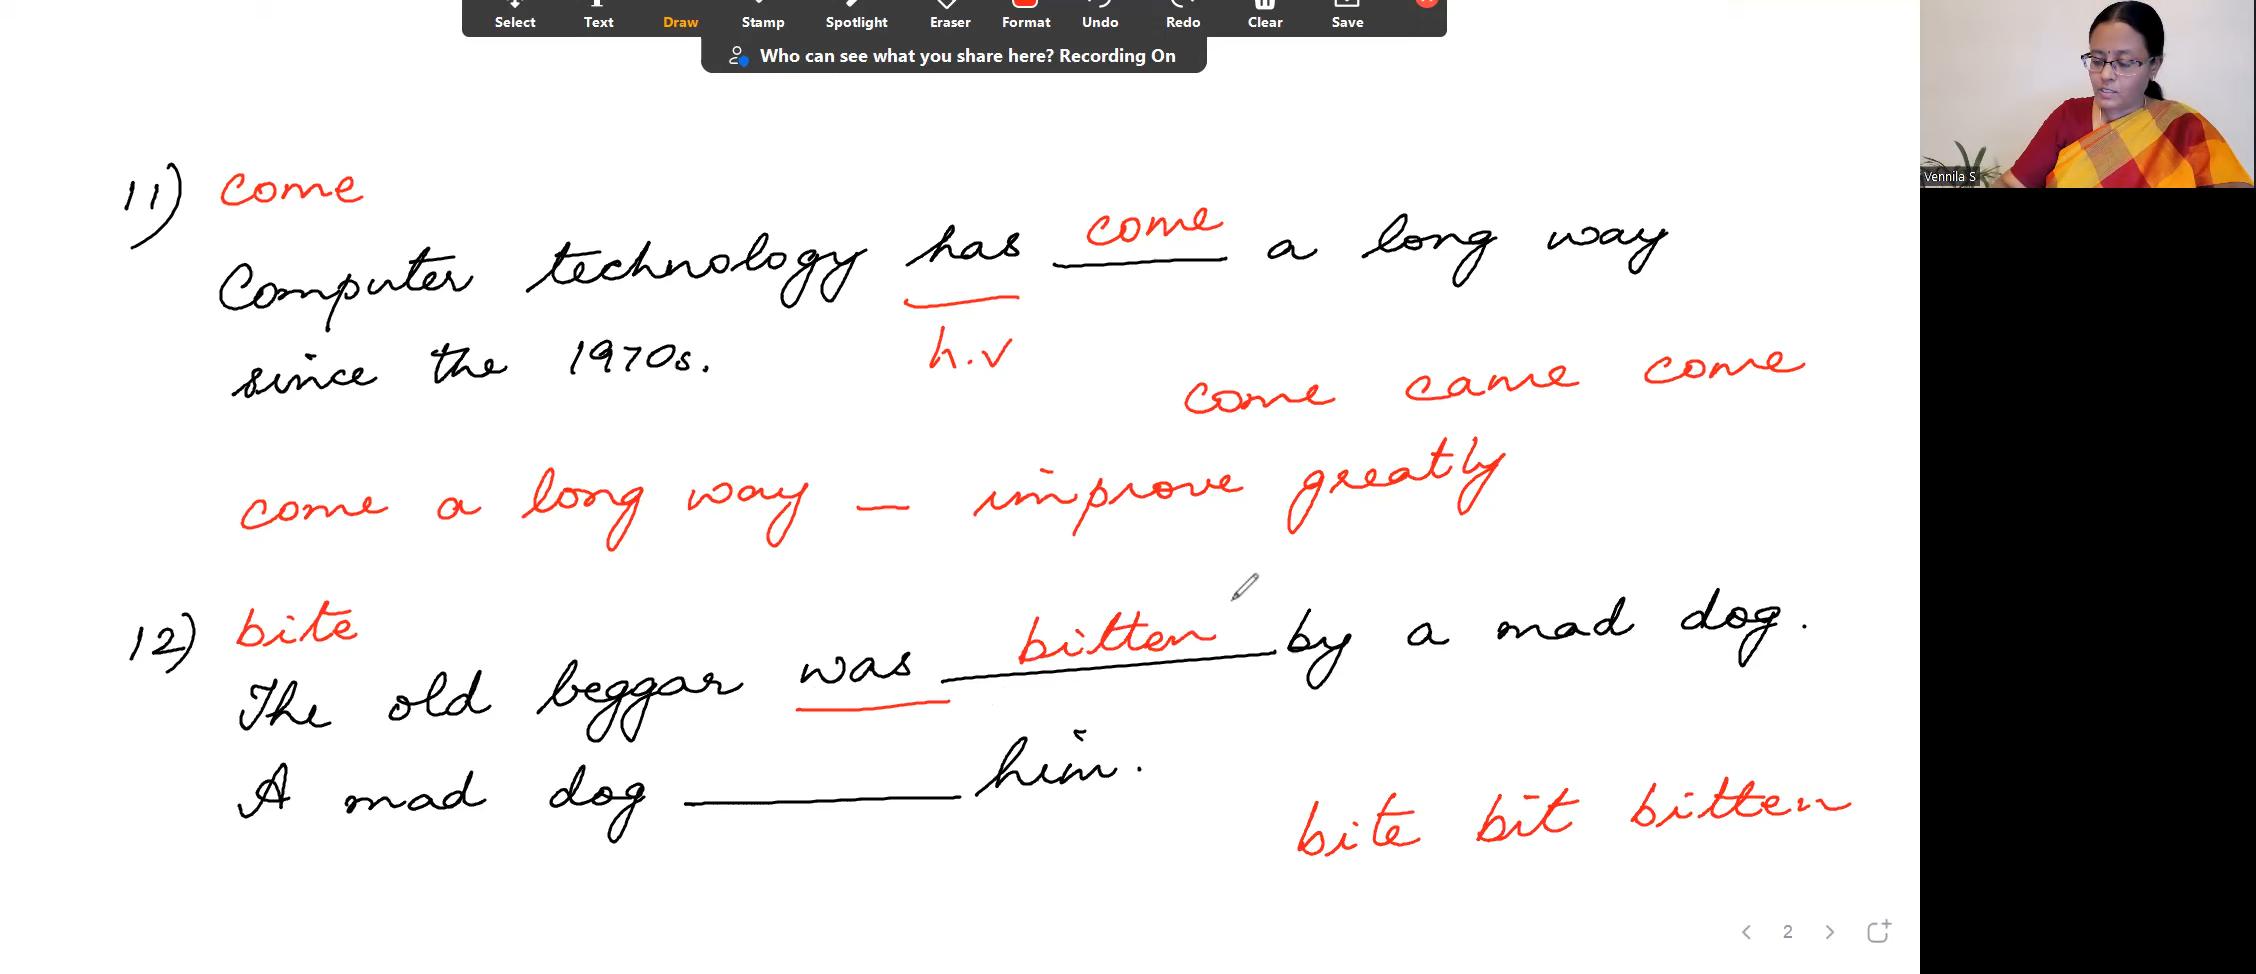 Select Text Draw Stamp Spotlight Eraser Format Undo Redo Clear Save
Who can see what you share here? Recording On
Vennila S
11) come
Computer technology has come a long way
since the 1970s.
h.v
come came come
come a long way – improve greatly
12) bite
The old beggar was bitten by a mad dog.
A mad dog ______ him.
bite bit bitten
2